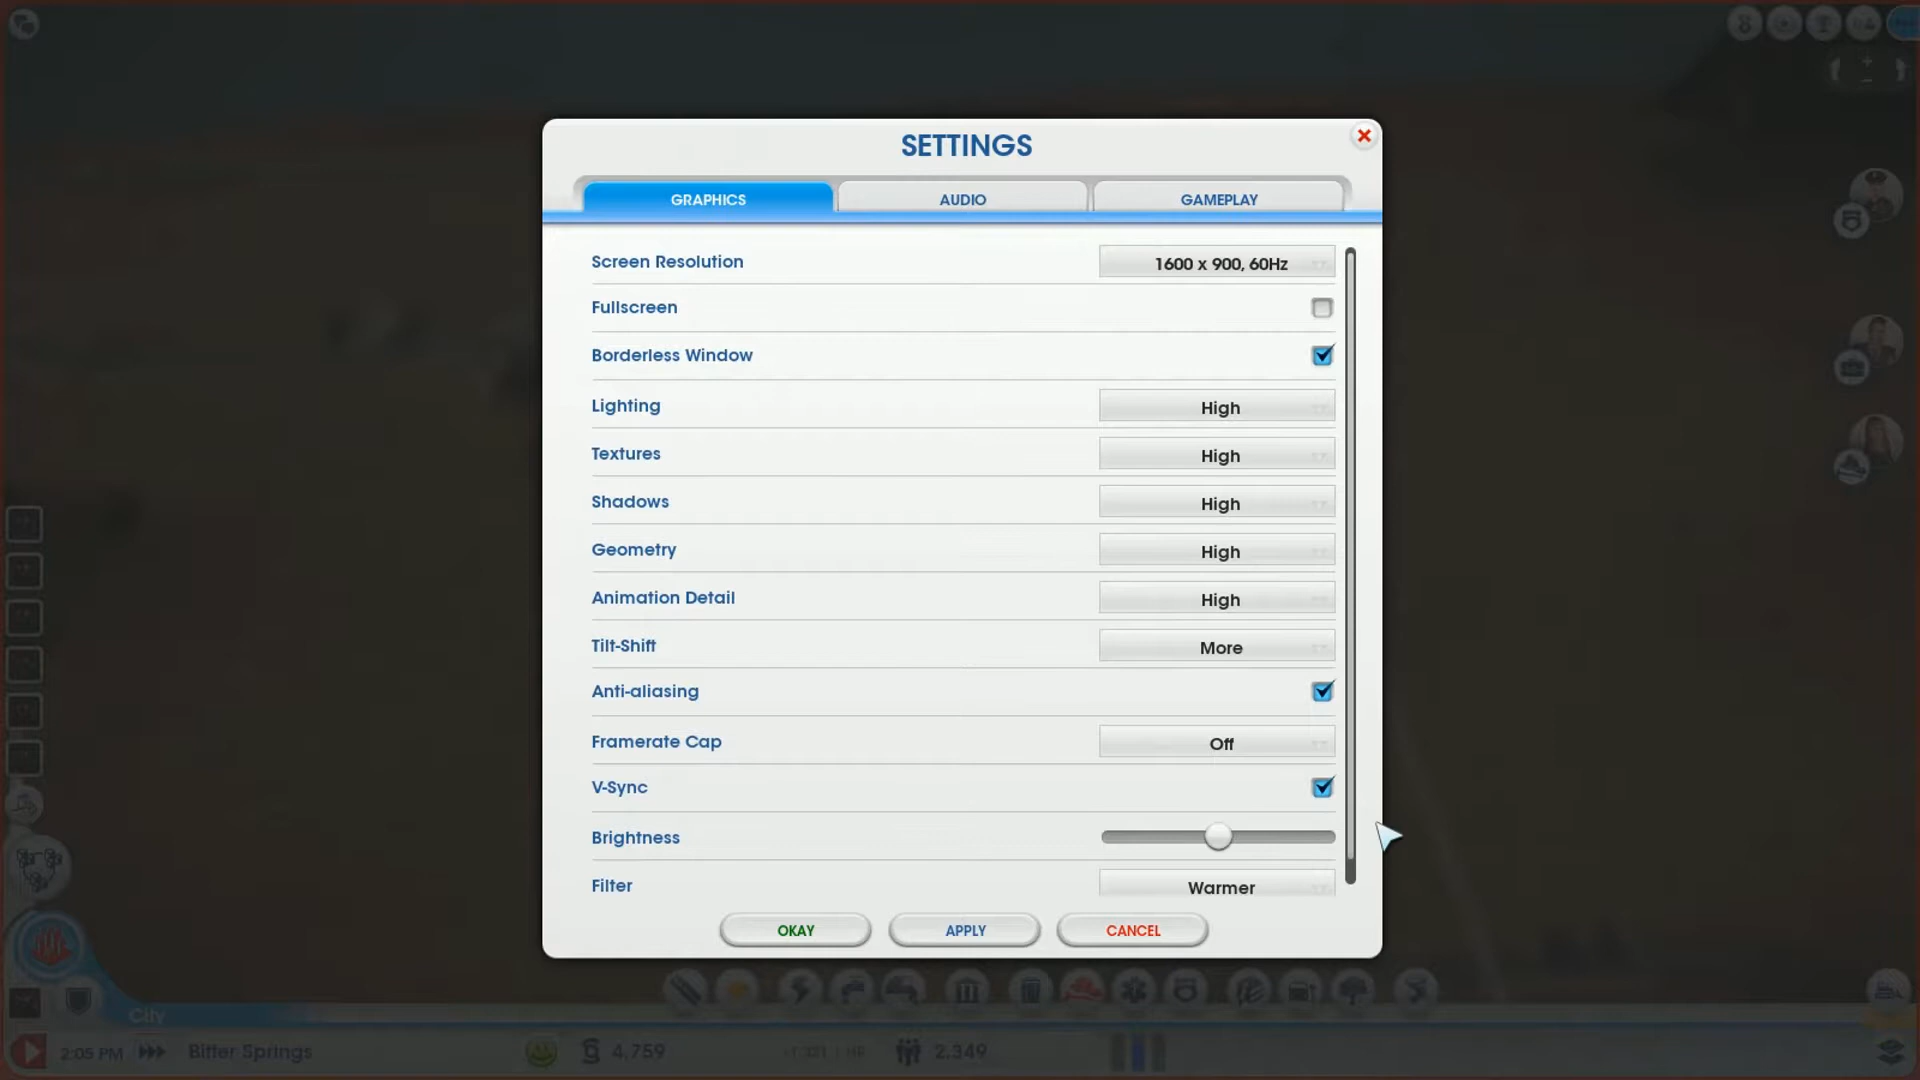 SETTINGS
GRAPHICS
AUDIO
GAMEPLAY
Screen Resolution
1600 x 900, 60Hz
Fullscreen
Borderless Window
Lighting
High
Textures
High
Shadows
High
Geometry
High
Animation Detail
High
Tilt-Shift
More
Anti-aliasing
Framerate Cap
Off
V-Sync
Brightness
Filter
Warmer
OKAY
APPLY
CANCEL
City
2:05 PM
Bitter Springs
4,759
2,349